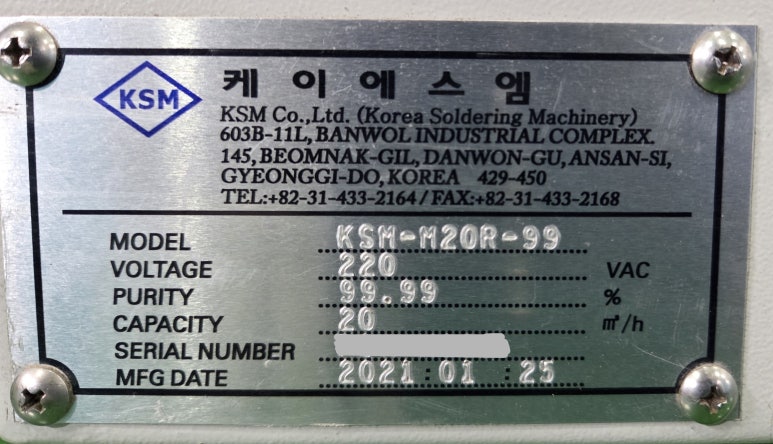 KSM
케이에스엠
KSM Co.,Ltd. (Korea Soldering Machinery)
603B-11L, BANWOL INDUSTRIAL COMPLEX.
145, BEOMNAK-GIL, DANWON-GU, ANSAN-SI,
GYEONGGI-DO, KOREA 429-450
TEL:+82-31-433-2164 / FAX:+82-31-433-2168
MODEL KSM-M20R-99
VOLTAGE 220 VAC
PURITY 99.99 %
CAPACITY 20 ㎥/h
SERIAL NUMBER
MFG DATE 2021:01:25